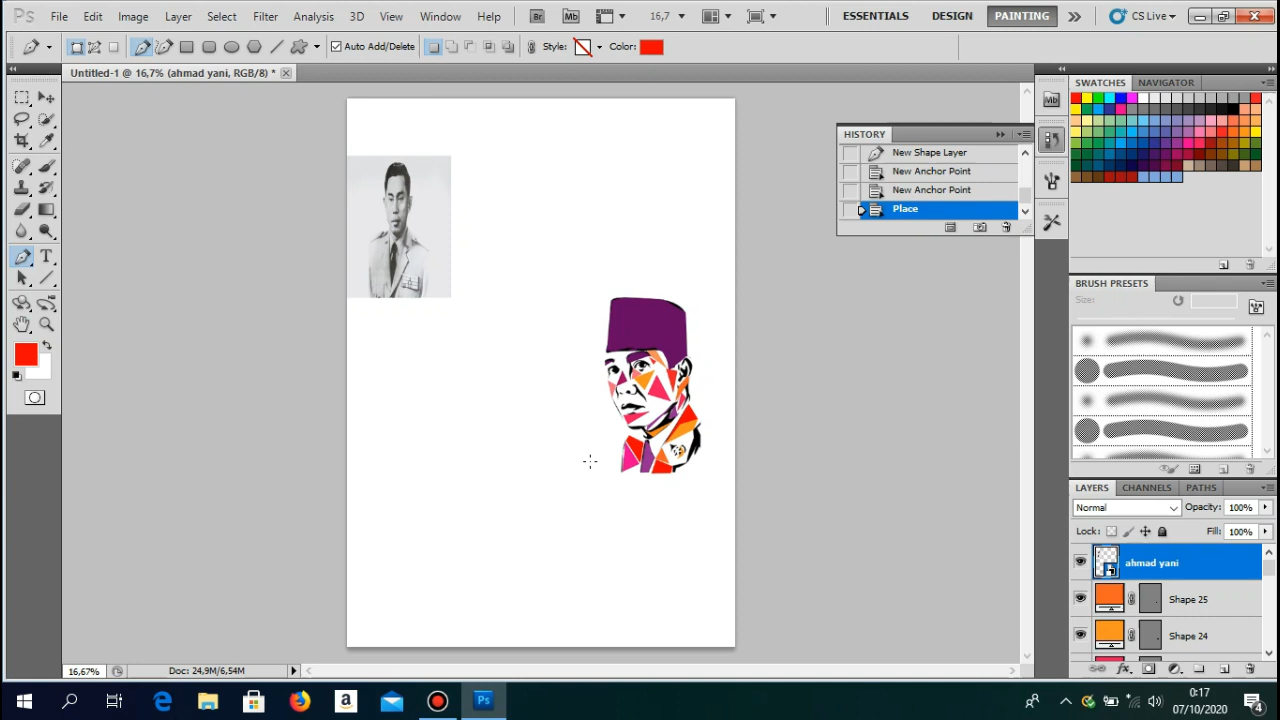 Ps
File Edit Image Layer Select Filter Analysis 3D View Window Help
Br
Mb
16,7
ESSENTIALS DESIGN PAINTING
CS Live
Auto Add/Delete
Style:
Color:
Untitled-1 @ 16,7% (ahmad yani, RGB/8) *
HISTORY
New Shape Layer
New Anchor Point
New Anchor Point
Place
Mb
SWATCHES NAVIGATOR
BRUSH PRESETS
Size:
LAYERS CHANNELS PATHS
Normal
Opacity: 100%
Lock:
Fill: 100%
ahmad yani
Shape 25
Shape 24
T
16,67%
Doc: 24,9M/6,54M
Ps
0:17
07/10/2020
4